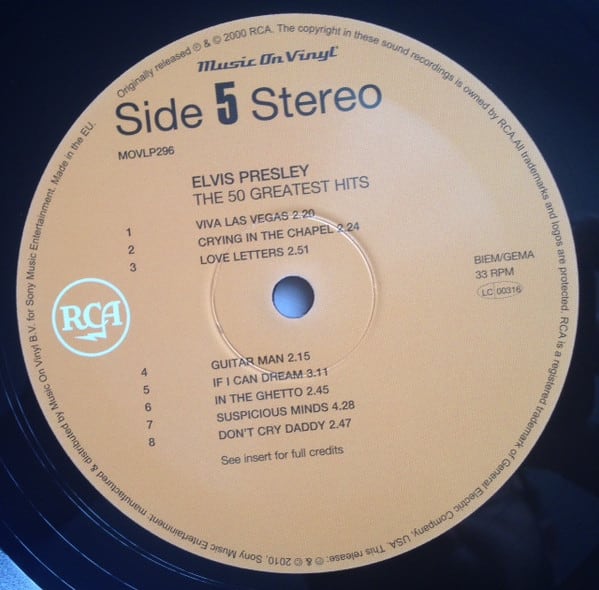 Originally released ℗ & © 2000 RCA. The copyright in these sound recordings is owned by RCA. All trademarks and logos are protected. RCA is a registered trademark of General Electric Company, USA. This release: ℗ & © 2010, Sony Music Entertainment. manufactured & distributed by Music On Vinyl B.V. for Sony Music Entertainment. Made in the EU.
Music On Vinyl
Side 5 Stereo
MOVLP296
ELVIS PRESLEY
THE 50 GREATEST HITS
1 VIVA LAS VEGAS 2.20
2 CRYING IN THE CHAPEL 2.24
3 LOVE LETTERS 2.51
BIEM/GEMA
33 RPM
LC 00316
RCA
4 GUITAR MAN 2.15
5 IF I CAN DREAM 3.11
6 IN THE GHETTO 2.45
7 SUSPICIOUS MINDS 4.28
8 DON'T CRY DADDY 2.47
See insert for full credits